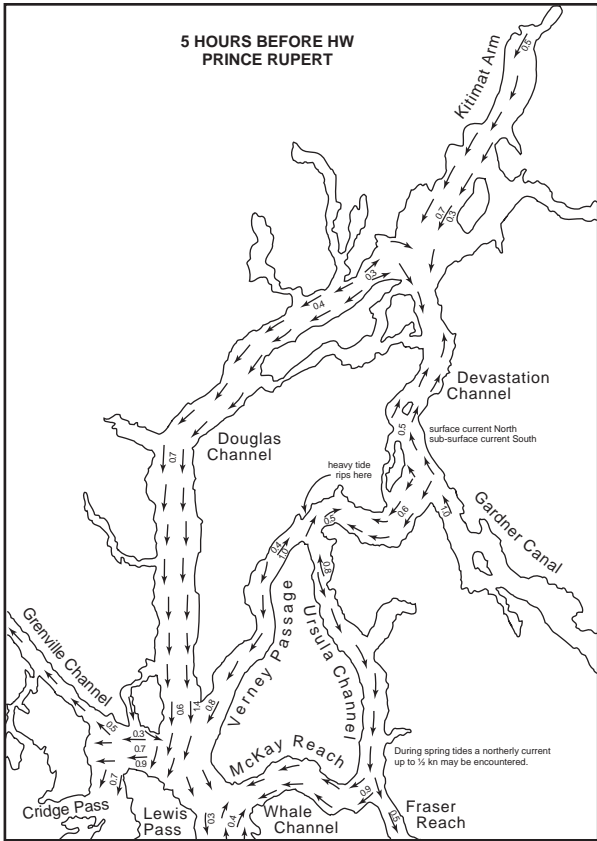 5 HOURS BEFORE HW
PRINCE RUPERT
Kitimat Arm
0.5
0.7
0.3
0.3
0.4
Devastation
Channel
surface current North
sub-surface current South
0.5
Douglas
Channel
0.7
heavy tide
rips here
0.5
0.6
1.0
Gardner Canal
0.4
1.0
0.8
Verney Passage
Ursula Channel
Grenville Channel
0.5
0.3
0.7
0.9
0.7
0.6
1.4
0.8
McKay Reach
During spring tides a northerly current
up to ½ kn may be encountered.
Cridge Pass
Lewis
Pass
0.3
0.4
Whale
Channel
0.9
0.5
Fraser
Reach